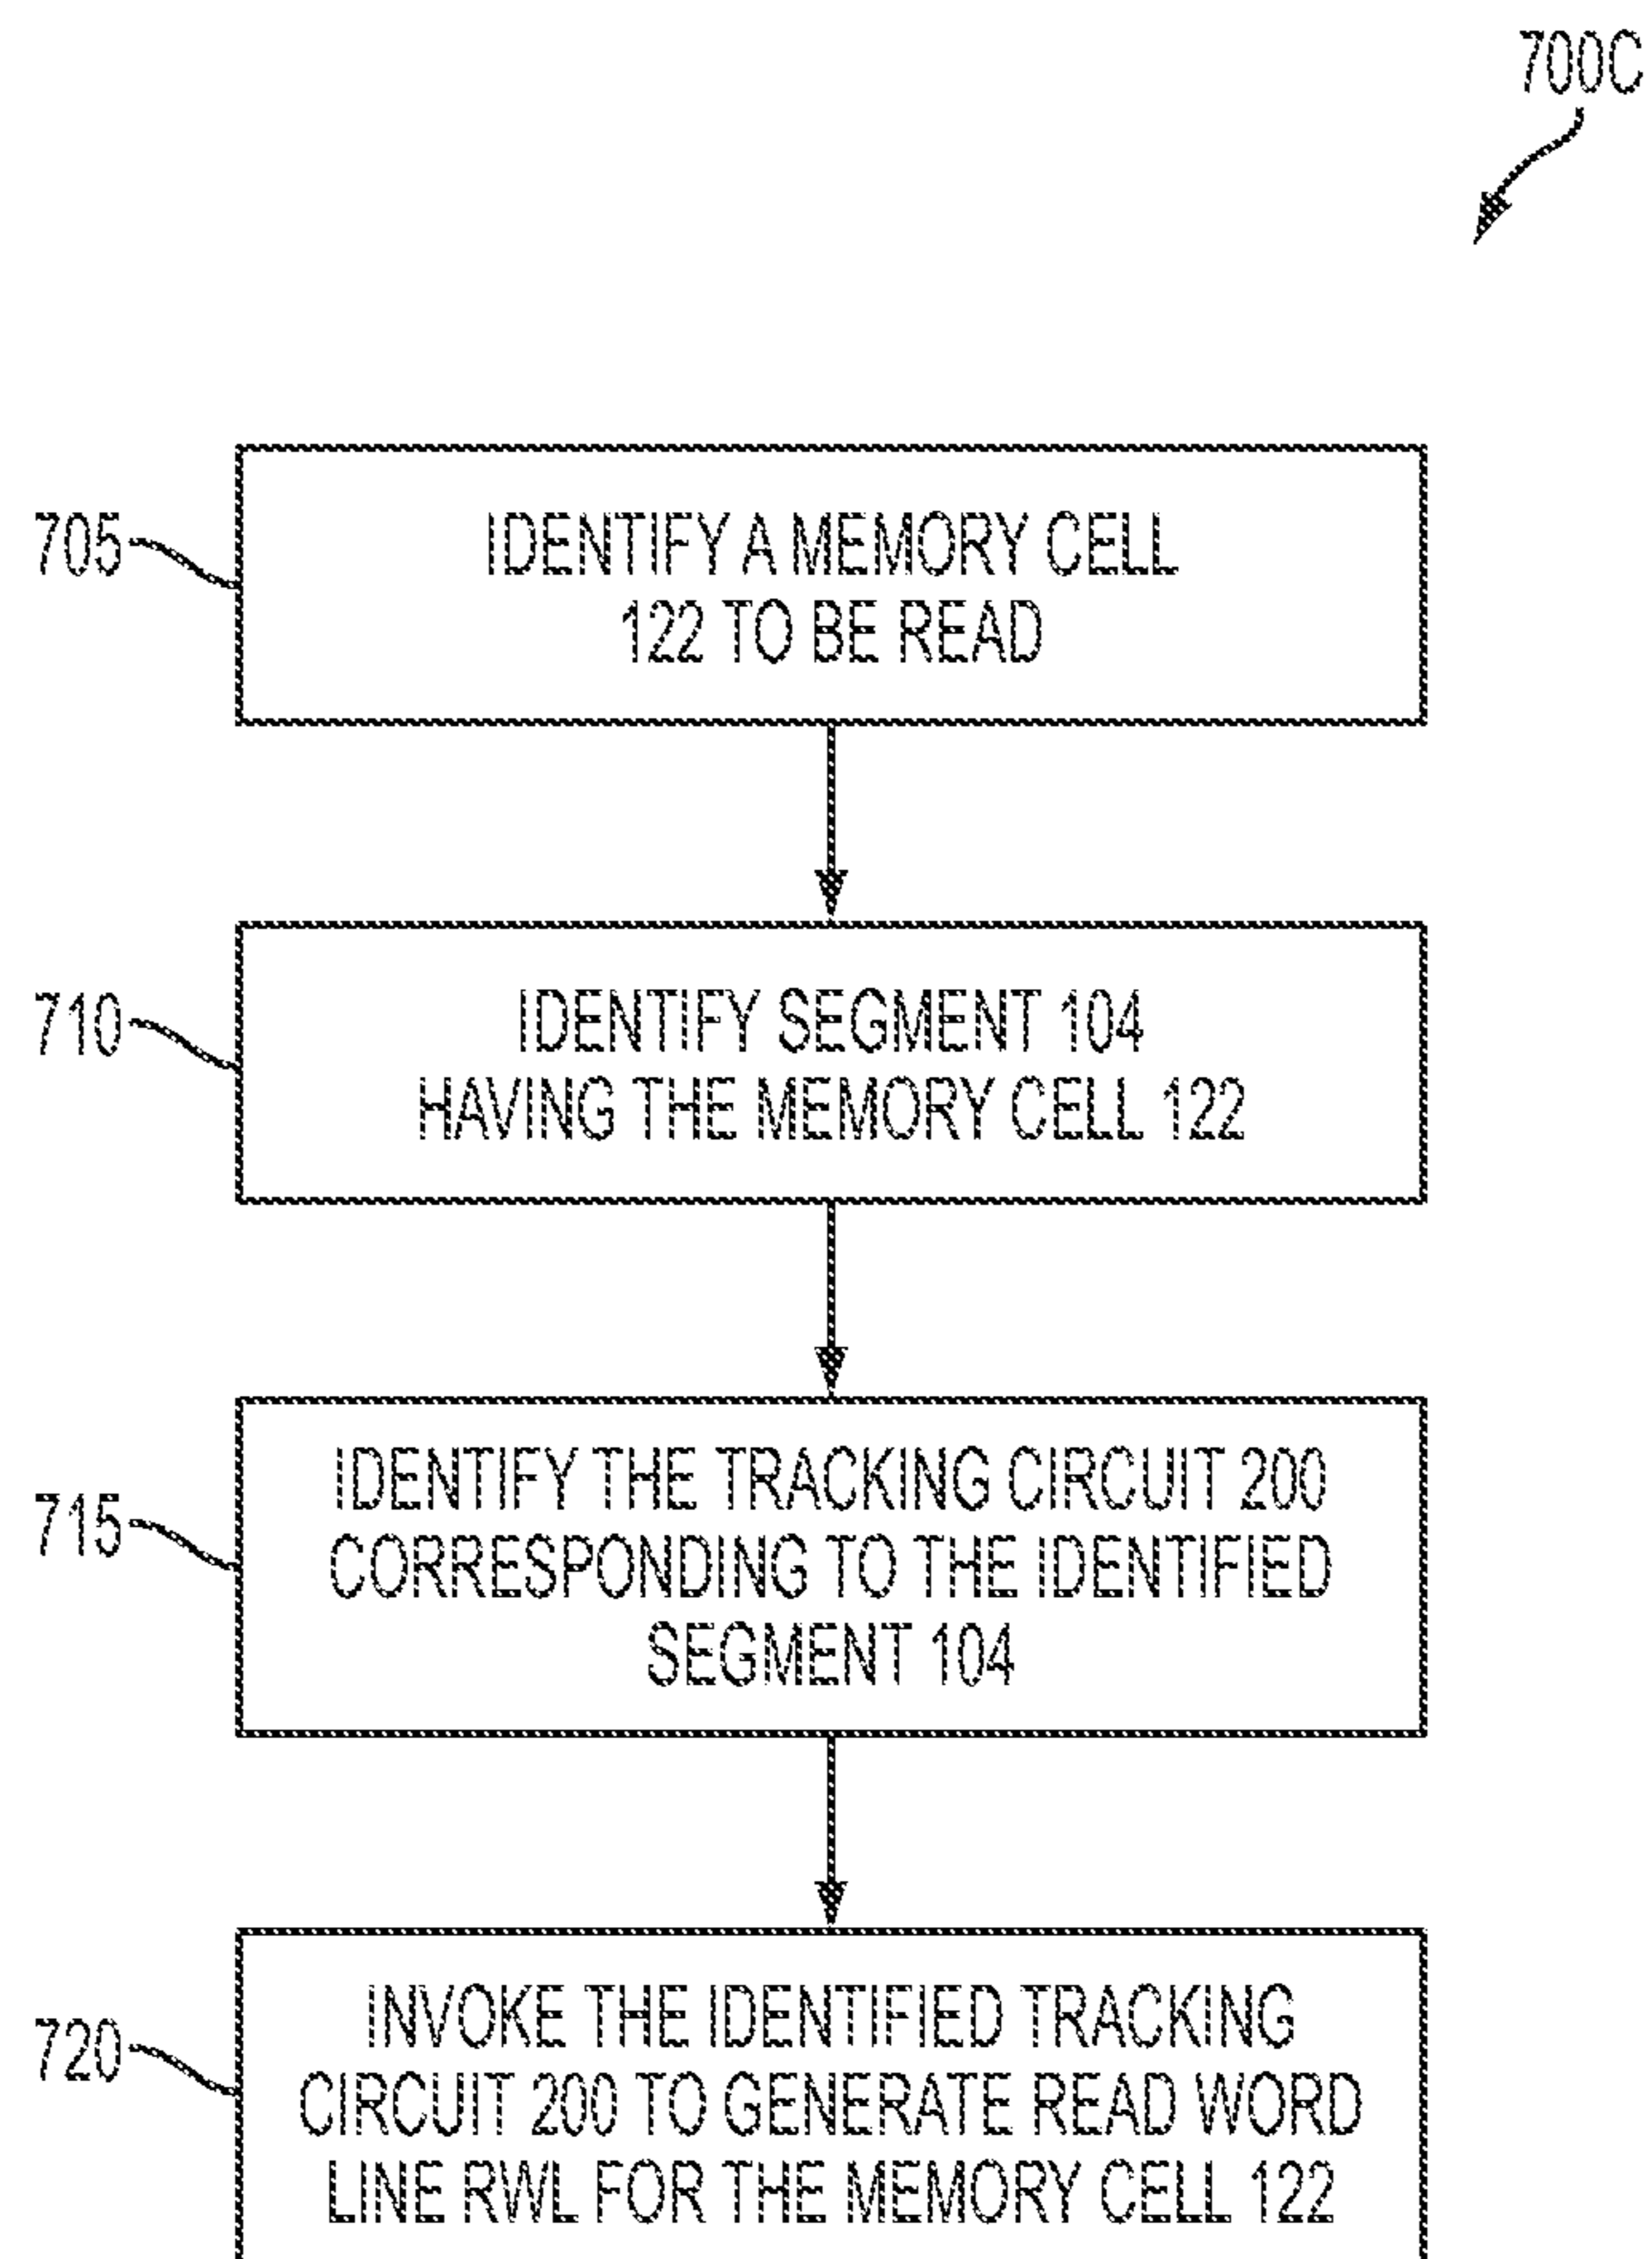 700C
705
IDENTIFY A MEMORY CELL
122 TO BE READ
710
IDENTIFY SEGMENT 104
HAVING THE MEMORY CELL 122
715
IDENTIFY THE TRACKING CIRCUIT 200
CORRESPONDING TO THE IDENTIFIED
SEGMENT 104
720
INVOKE THE IDENTIFIED TRACKING
CIRCUIT 200 TO GENERATE READ WORD
LINE RWL FOR THE MEMORY CELL 122